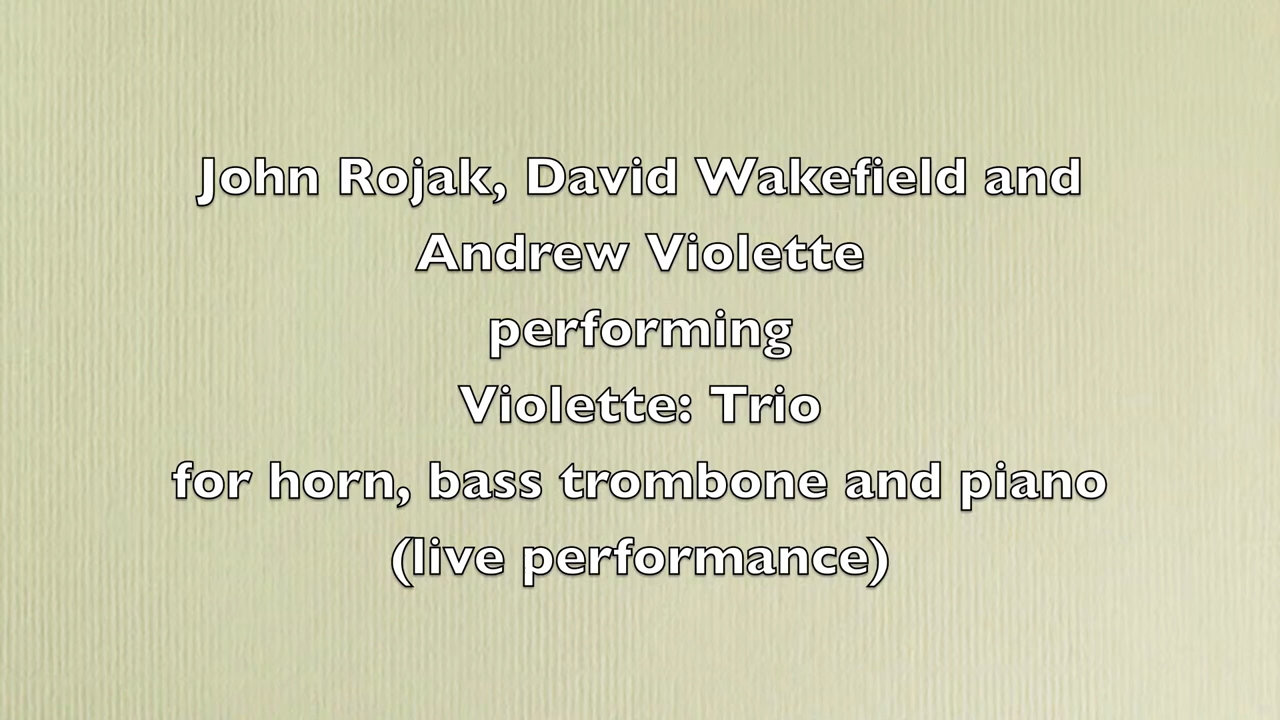 John Rojak, David Wakefield and
Andrew Violette
performing
Violette: Trio
for horn, bass trombone and piano
(live performance)